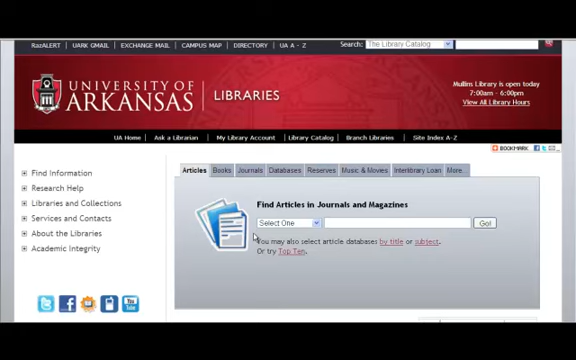 RazALERT UARK GMAIL EXCHANGE MAIL CAMPUS MAP DIRECTORY UA A - Z Search: The Library Catalog
UNIVERSITY OF
ARKANSAS LIBRARIES
Mullins Library is open today
7:00am - 6:00pm
View All Library Hours
UA Home Ask a Librarian My Library Account Library Catalog Branch Libraries Site Index A-Z
BOOKMARK
Articles Books Journals Databases Reserves Music & Movies Interlibrary Loan More...
Find Information
Research Help
Libraries and Collections
Services and Contacts
About the Libraries
Academic Integrity
Find Articles in Journals and Magazines
Select One Go!
You may also select article databases by title or subject.
Or try Top Ten.
You Tube